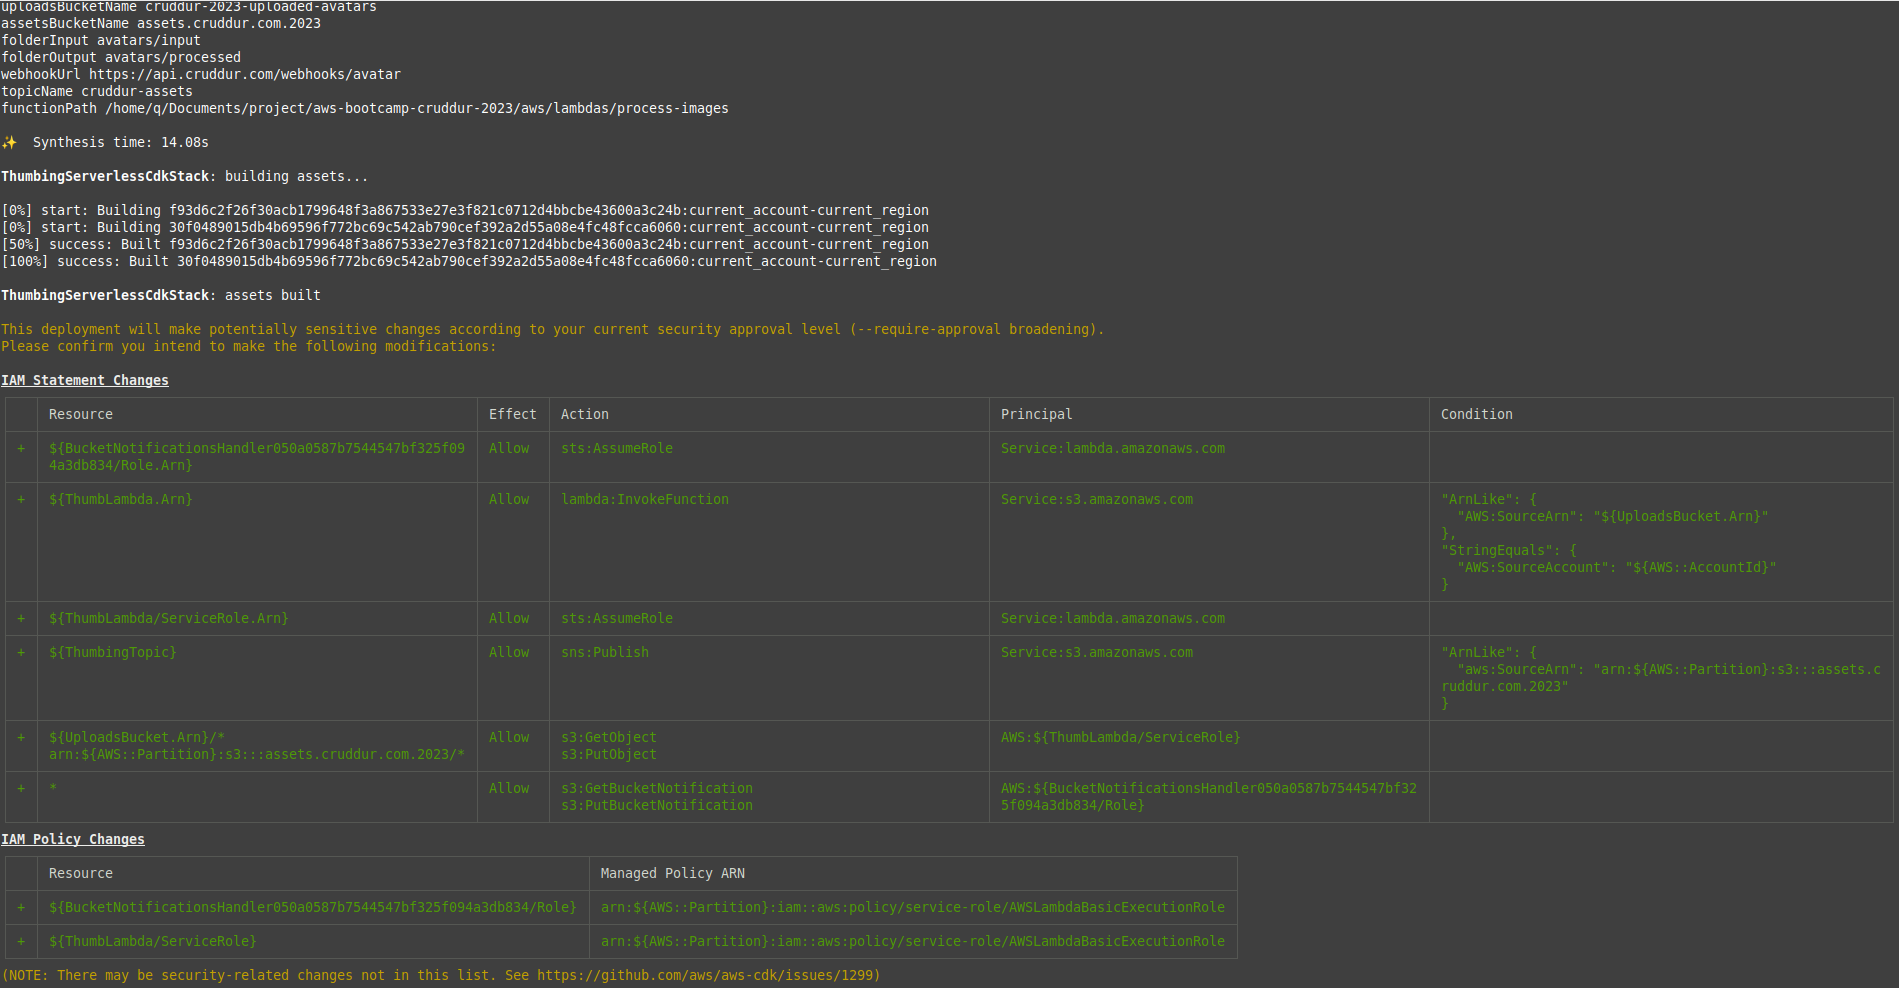 uploadsBucketName cruddur-2023-uploaded-avatars
assetsBucketName assets.cruddur.com.2023
folderInput avatars/input
folderOutput avatars/processed
webhookUrl https://api.cruddur.com/webhooks/avatar
topicName cruddur-assets
functionPath /home/q/Documents/project/aws-bootcamp-cruddur-2023/aws/lambdas/process-images
✨ Synthesis time: 14.08s
ThumbingServerlessCdkStack: building assets...
[0%] start: Building f93d6c2f26f30acb1799648f3a867533e27e3f821c0712d4bbcbe43600a3c24b:current_account-current_region
[0%] start: Building 30f0489015db4b69596f772bc69c542ab790cef392a2d55a08e4fc48fcca6060:current_account-current_region
[50%] success: Built f93d6c2f26f30acb1799648f3a867533e27e3f821c0712d4bbcbe43600a3c24b:current_account-current_region
[100%] success: Built 30f0489015db4b69596f772bc69c542ab790cef392a2d55a08e4fc48fcca6060:current_account-current_region
ThumbingServerlessCdkStack: assets built
This deployment will make potentially sensitive changes according to your current security approval level (--require-approval broadening).
Please confirm you intend to make the following modifications:
IAM Statement Changes
Resource Effect Action Principal Condition
+ ${BucketNotificationsHandler050a0587b7544547bf325f09 Allow sts:AssumeRole Service:lambda.amazonaws.com
4a3db834/Role.Arn}
+ ${ThumbLambda.Arn} Allow lambda:InvokeFunction Service:s3.amazonaws.com "ArnLike": {
"AWS:SourceArn": "${UploadsBucket.Arn}"
},
"StringEquals": {
"AWS:SourceAccount": "${AWS::AccountId}"
}
+ ${ThumbLambda/ServiceRole.Arn} Allow sts:AssumeRole Service:lambda.amazonaws.com
+ ${ThumbingTopic} Allow sns:Publish Service:s3.amazonaws.com "ArnLike": {
"aws:SourceArn": "arn:${AWS::Partition}:s3:::assets.c
ruddur.com.2023"
}
+ ${UploadsBucket.Arn}/* Allow s3:GetObject AWS:${ThumbLambda/ServiceRole}
arn:${AWS::Partition}:s3:::assets.cruddur.com.2023/* s3:PutObject
+ * Allow s3:GetBucketNotification AWS:${BucketNotificationsHandler050a0587b7544547bf32
s3:PutBucketNotification 5f094a3db834/Role}
IAM Policy Changes
Resource Managed Policy ARN
+ ${BucketNotificationsHandler050a0587b7544547bf325f094a3db834/Role} arn:${AWS::Partition}:iam::aws:policy/service-role/AWSLambdaBasicExecutionRole
+ ${ThumbLambda/ServiceRole} arn:${AWS::Partition}:iam::aws:policy/service-role/AWSLambdaBasicExecutionRole
(NOTE: There may be security-related changes not in this list. See https://github.com/aws/aws-cdk/issues/1299)